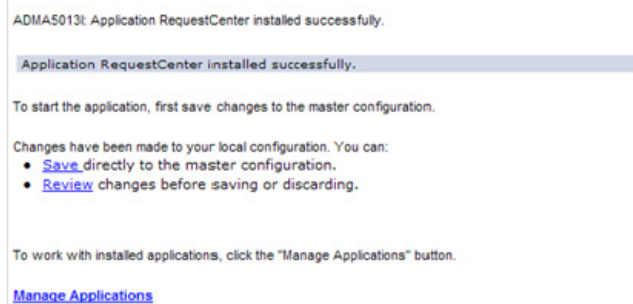 ADMA5013I: Application RequestCenter installed successfully.
Application RequestCenter installed successfully.
To start the application, first save changes to the master configuration.
Changes have been made to your local configuration. You can:
• Save directly to the master configuration.
• Review changes before saving or discarding.
To work with installed applications, click the "Manage Applications" button.
Manage Applications